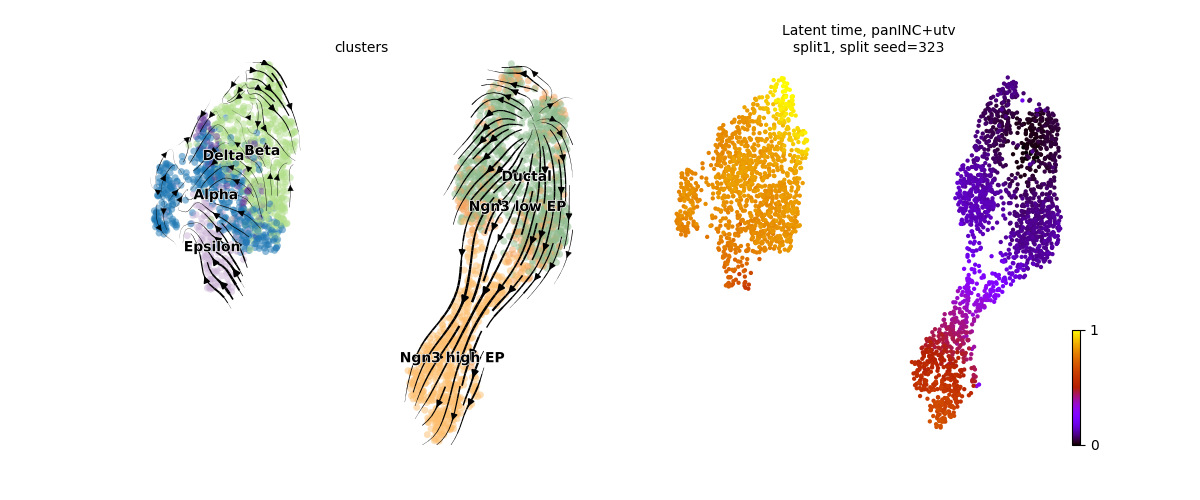 clusters
Latent time, panINC+utv
split1, split seed=323
Delta
Beta
Alpha
Epsilon
Ductal
Ngn3 low EP
Ngn3 high EP
1
0